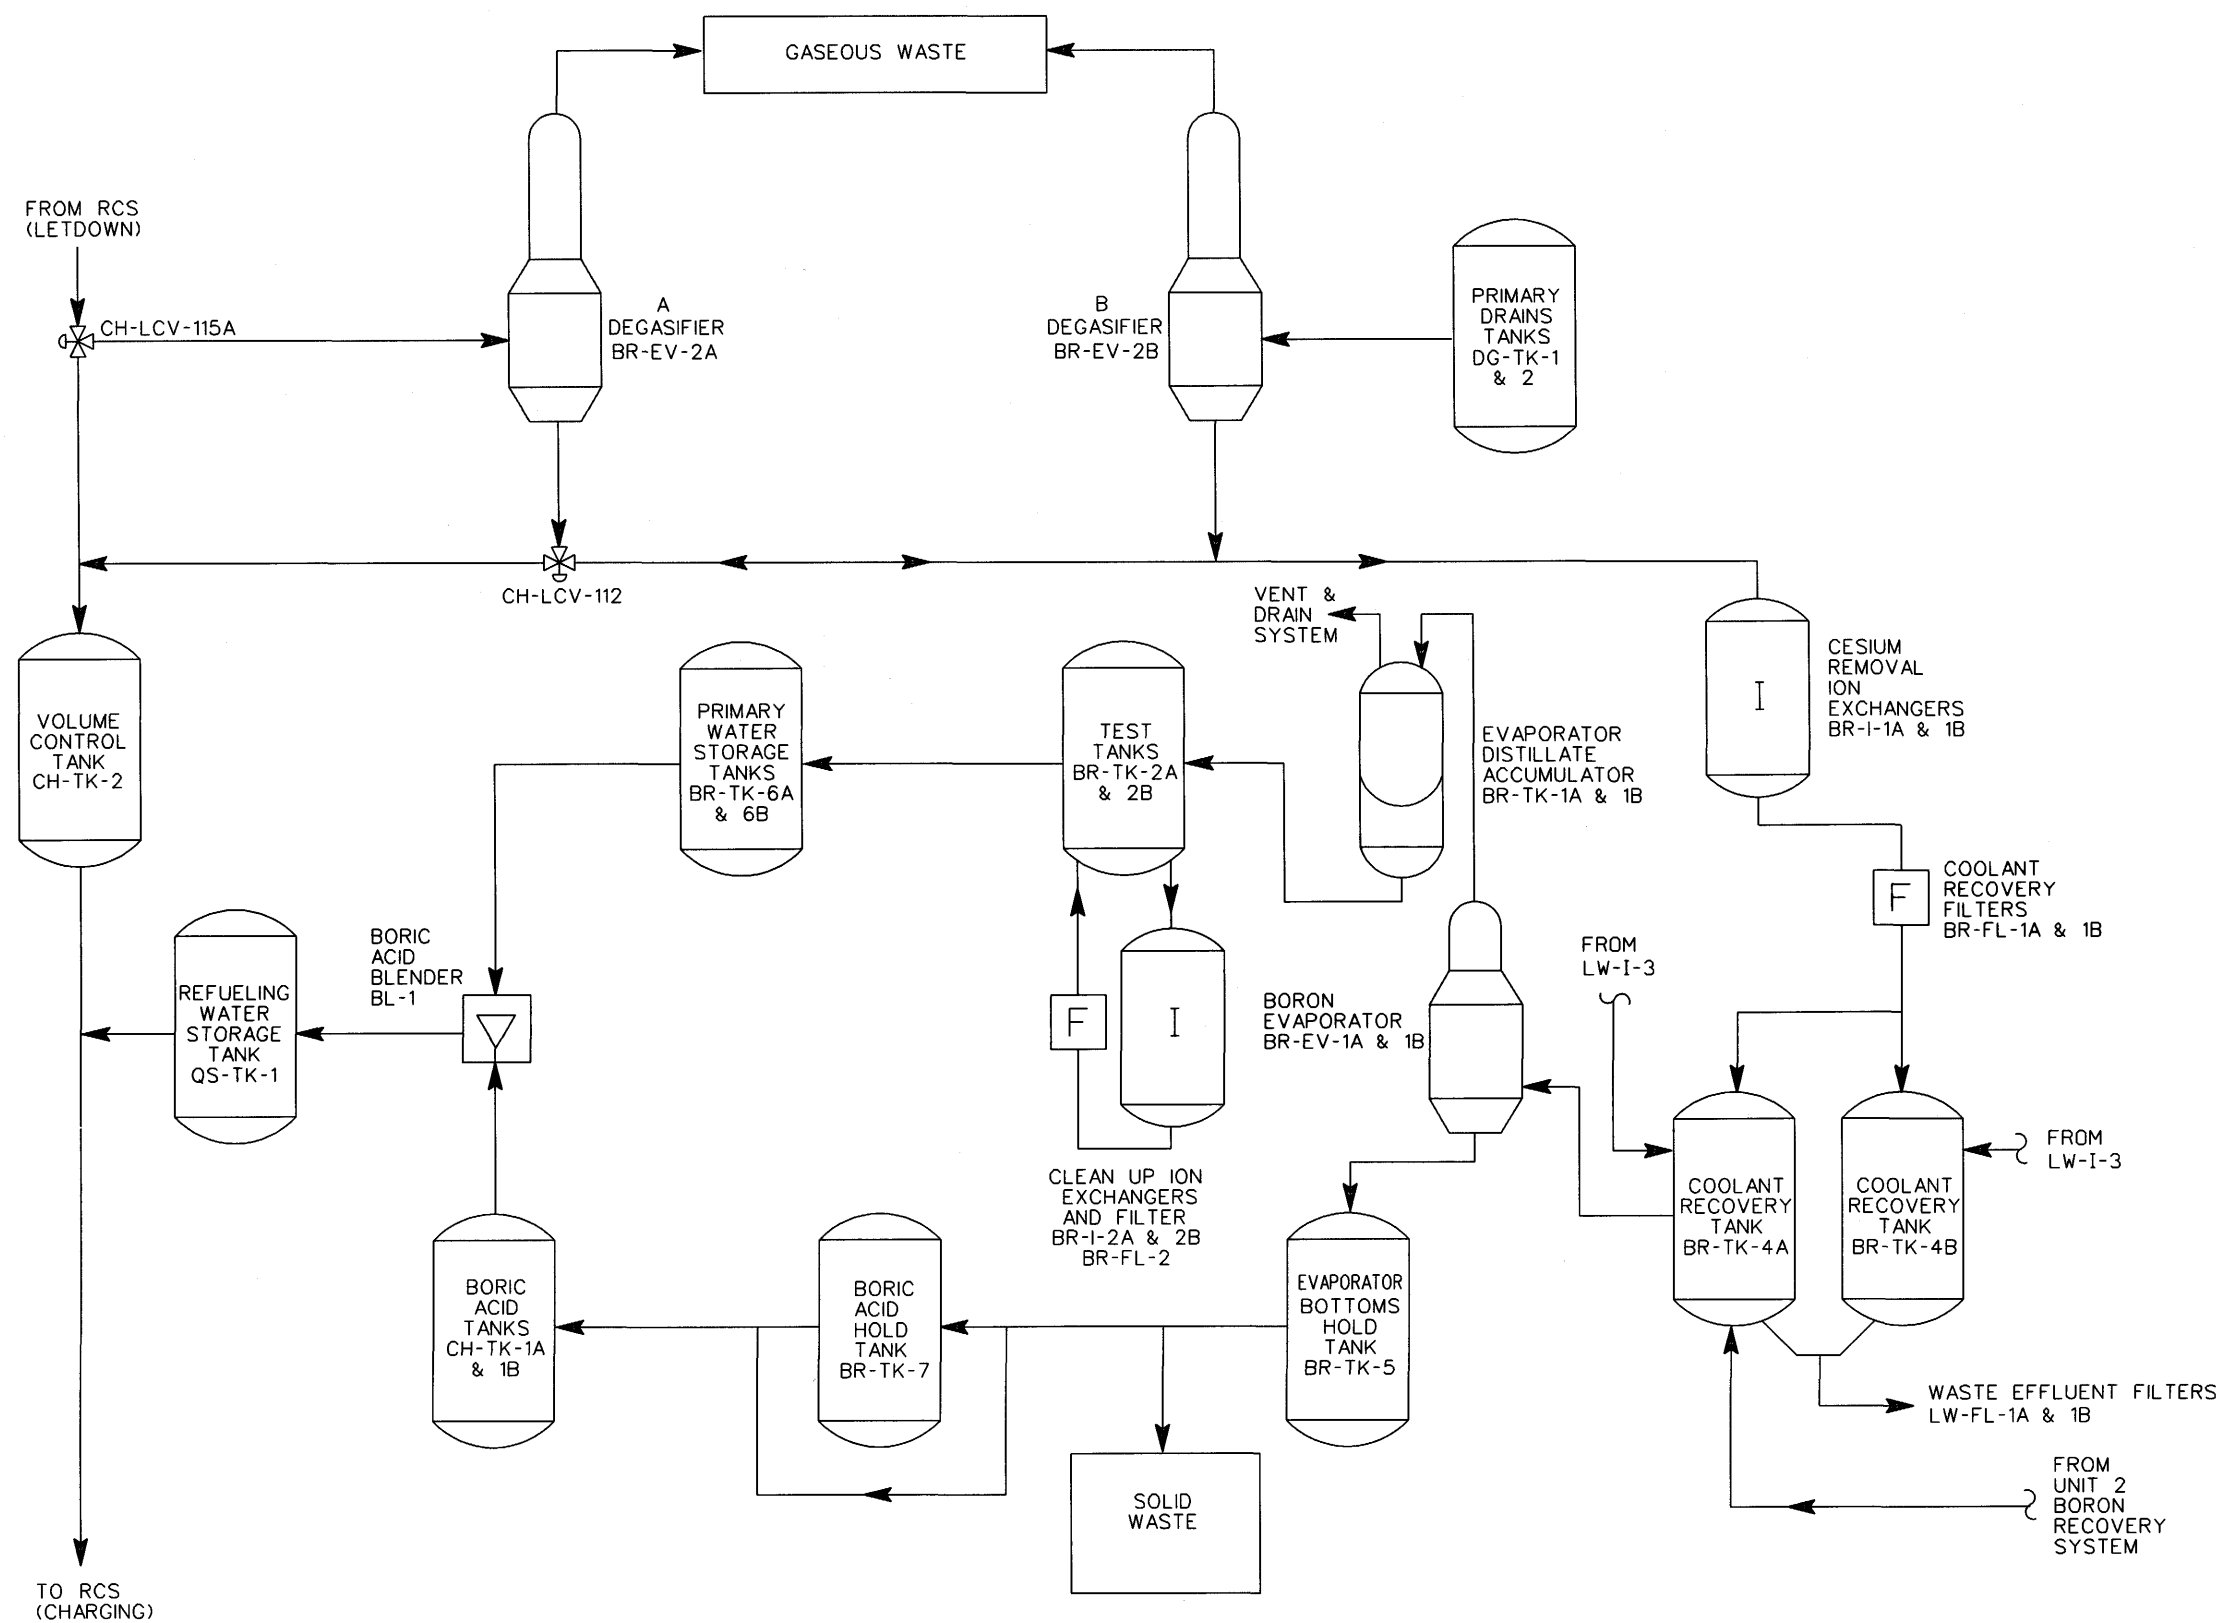 GASEOUS WASTE
FROM RCS
(LETDOWN)
CH-LCV-115A
A
DEGASIFIER
BR-EV-2A
B
DEGASIFIER
BR-EV-2B
PRIMARY
DRAINS
TANKS
DG-TK-1
& 2
CH-LCV-112
VENT &
DRAIN
SYSTEM
VOLUME
CONTROL
TANK
CH-TK-2
PRIMARY
WATER
STORAGE
TANKS
BR-TK-6A
& 6B
TEST
TANKS
BR-TK-2A
& 2B
EVAPORATOR
DISTILLATE
ACCUMULATOR
BR-TK-1A & 1B
I
CESIUM
REMOVAL
ION
EXCHANGERS
BR-I-1A & 1B
F
COOLANT
RECOVERY
FILTERS
BR-FL-1A & 1B
REFUELING
WATER
STORAGE
TANK
QS-TK-1
BORIC
ACID
BLENDER
BL-1
F
I
BORON
EVAPORATOR
BR-EV-1A & 1B
FROM
LW-I-3
FROM
LW-I-3
CLEAN UP ION
EXCHANGERS
AND FILTER
BR-I-2A & 2B
BR-FL-2
COOLANT
RECOVERY
TANK
BR-TK-4A
COOLANT
RECOVERY
TANK
BR-TK-4B
BORIC
ACID
TANKS
CH-TK-1A
& 1B
BORIC
ACID
HOLD
TANK
BR-TK-7
EVAPORATOR
BOTTOMS
HOLD
TANK
BR-TK-5
WASTE EFFLUENT FILTERS
LW-FL-1A & 1B
SOLID
WASTE
FROM
UNIT 2
BORON
RECOVERY
SYSTEM
TO RCS
(CHARGING)